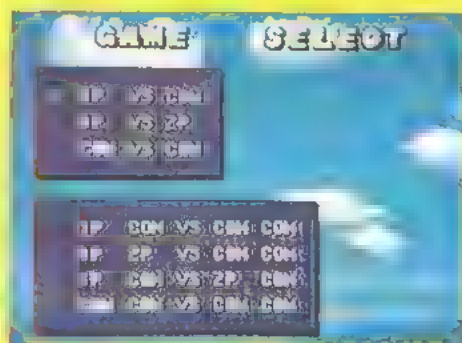 GAME SELECT
1P VS COM
1P VS 2P
COM VS COM
1P COM VS COM COM
1P 2P VS COM COM
1P COM VS 2P COM
COM COM VS COM COM